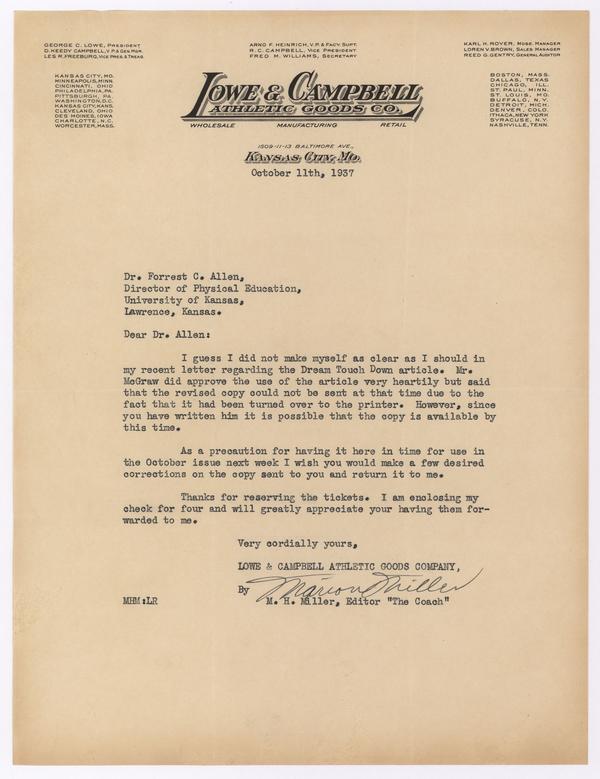 GEORGE C. LOWE, PRESIDENT
D. KEEDY CAMPBELL, V.P. & GEN. MGR.
LES R. FREEBURG, VICE PRES. & TREAS.
ARNO F. HEINRICH, V.P. & FACY. SUPT.
R.C. CAMPBELL, VICE PRESIDENT
FRED M. WILLIAMS, SECRETARY
KARL H. ROYER, MDSE. MANAGER
LOREN V. BROWN, SALES MANAGER
REED G. GENTRY, GENERAL AUDITOR
KANSAS CITY, MO.
MINNEAPOLIS, MINN.
CINCINNATI, OHIO
PHILADELPHIA, PA.
PITTSBURGH, PA.
WASHINGTON, D.C.
KANSAS CITY, KANS.
CLEVELAND, OHIO
DES MOINES, IOWA
CHARLOTTE, N.C.
WORCESTER, MASS.
LOWE & CAMPBELL
ATHLETIC GOODS CO.
WHOLESALE MANUFACTURING RETAIL
BOSTON, MASS.
DALLAS, TEXAS
CHICAGO, ILL.
ST. PAUL, MINN.
ST. LOUIS, MO.
BUFFALO, N.Y.
DETROIT, MICH.
DENVER, COLO.
ITHACA, NEW YORK
SYRACUSE, N.Y.
NASHVILLE, TENN.
1509-11-13 BALTIMORE AVE.,
KANSAS CITY, MO.
October 11th, 1937
Dr. Forrest C. Allen,
Director of Physical Education,
University of Kansas,
Lawrence, Kansas.
Dear Dr. Allen:
I guess I did not make myself as clear as I should in
my recent letter regarding the Dream Touch Down article. Mr.
McGraw did approve the use of the article very heartily but said
that the revised copy could not be sent at that time due to the
fact that it had been turned over to the printer. However, since
you have written him it is possible that the copy is available by
this time.
As a precaution for having it here in time for use in
the October issue next week I wish you would make a few desired
corrections on the copy sent to you and return it to me.
Thanks for reserving the tickets. I am enclosing my
check for four and will greatly appreciate your having them for-
warded to me.
Very cordially yours,
LOWE & CAMPBELL ATHLETIC GOODS COMPANY,
By Marion Miller
MHM:LR M. H. Miller, Editor "The Coach"